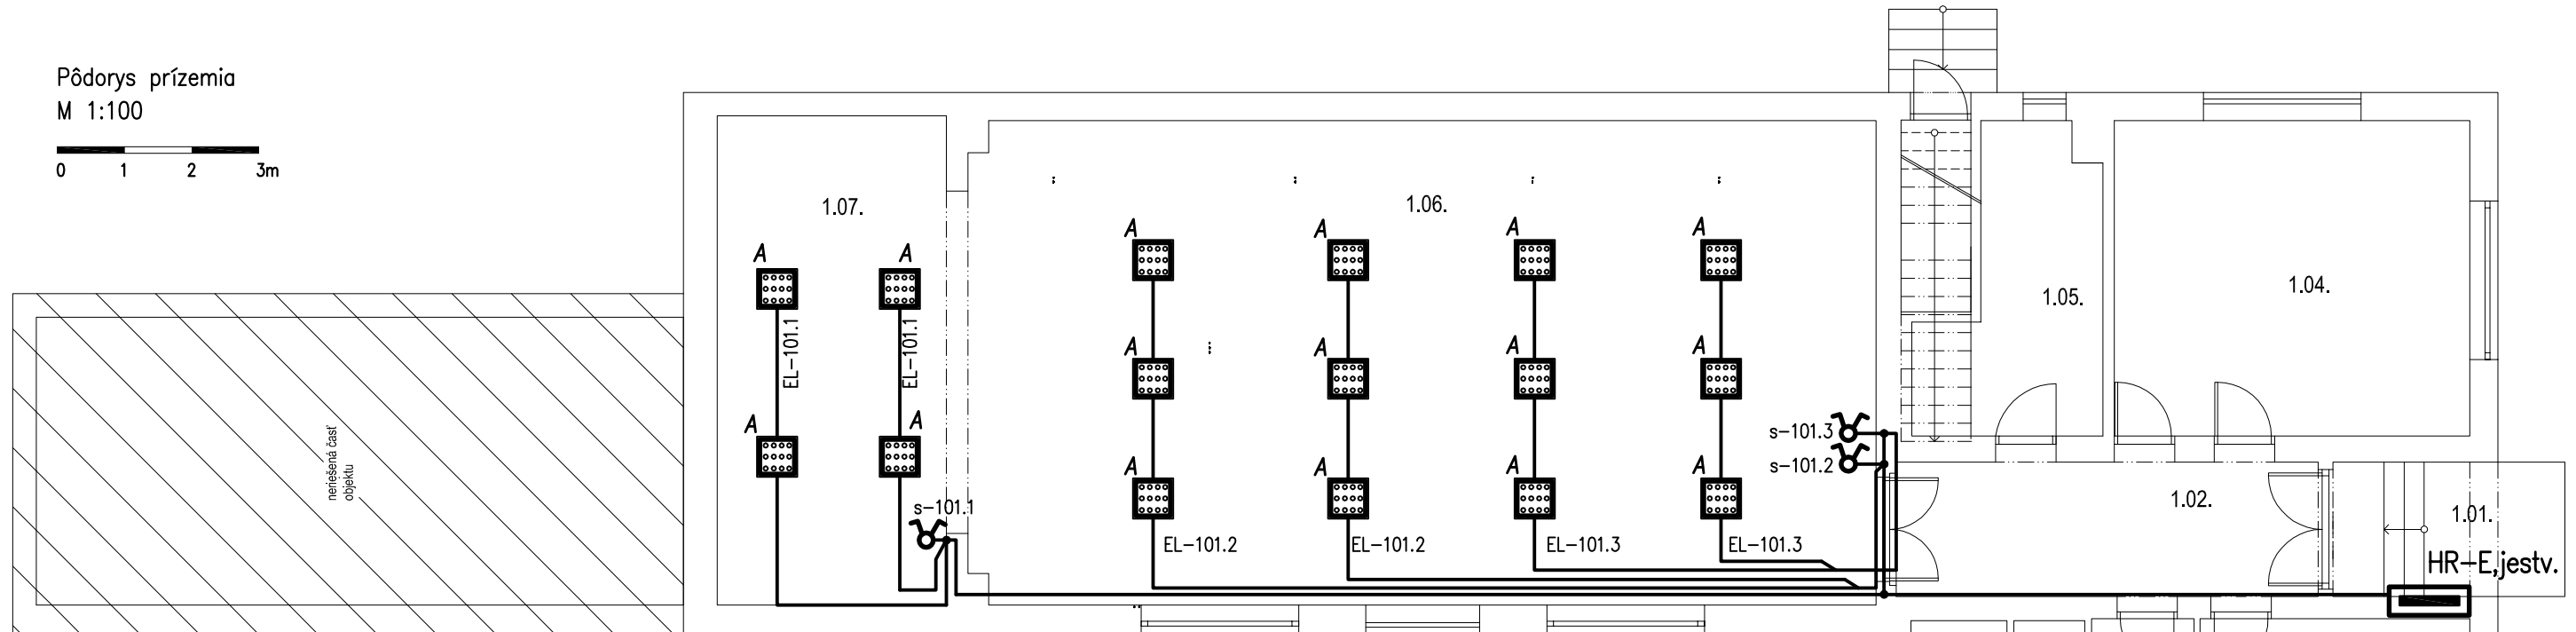 Pôdorys prízemia
M 1:100
0 1 2 3m
1.07.
1.06.
1.05.
1.04.
A A A A
A A
EL-101.1
EL-101.1
A A A A
A A
neriešená časť
objektu
s-101.3
s-101.2
A A A A
s-101.1
1.02.
1.01.
EL-101.2
EL-101.2
EL-101.3
EL-101.3
HR-E,jestv.